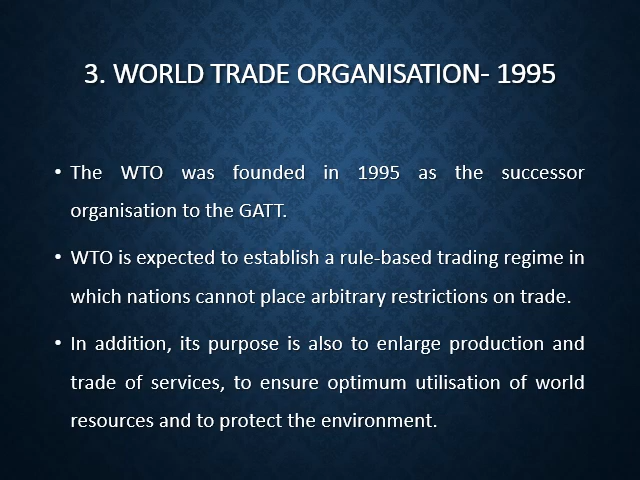 3. WORLD TRADE ORGANISATION- 1995
• The WTO was founded in 1995 as the successor
organisation to the GATT.
• WTO is expected to establish a rule-based trading regime in
which nations cannot place arbitrary restrictions on trade.
• In addition, its purpose is also to enlarge production and
trade of services, to ensure optimum utilisation of world
resources and to protect the environment.